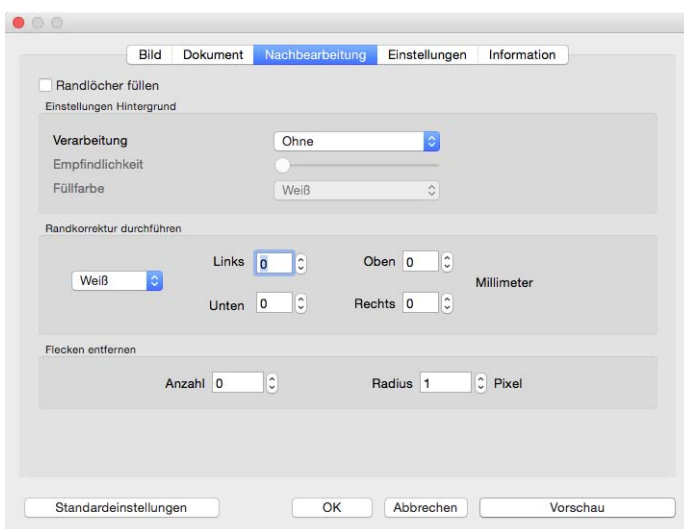 Bild Dokument Nachbearbeitung Einstellungen Information
Randlöcher füllen
Einstellungen Hintergrund
Verarbeitung Ohne
Empfindlichkeit
Füllfarbe Weiß
Randkorrektur durchführen
Links 0 Oben 0
Weiß Millimeter
Unten 0 Rechts 0
Flecken entfernen
Anzahl 0 Radius 1 Pixel
Standardeinstellungen OK Abbrechen Vorschau